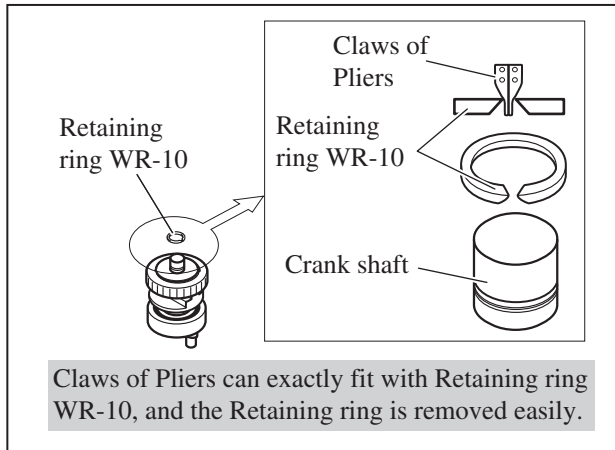 Claws of
Pliers
Retaining
ring WR-10
Retaining
ring WR-10
Crank shaft
Claws of Pliers can exactly fit with Retaining ring
WR-10, and the Retaining ring is removed easily.